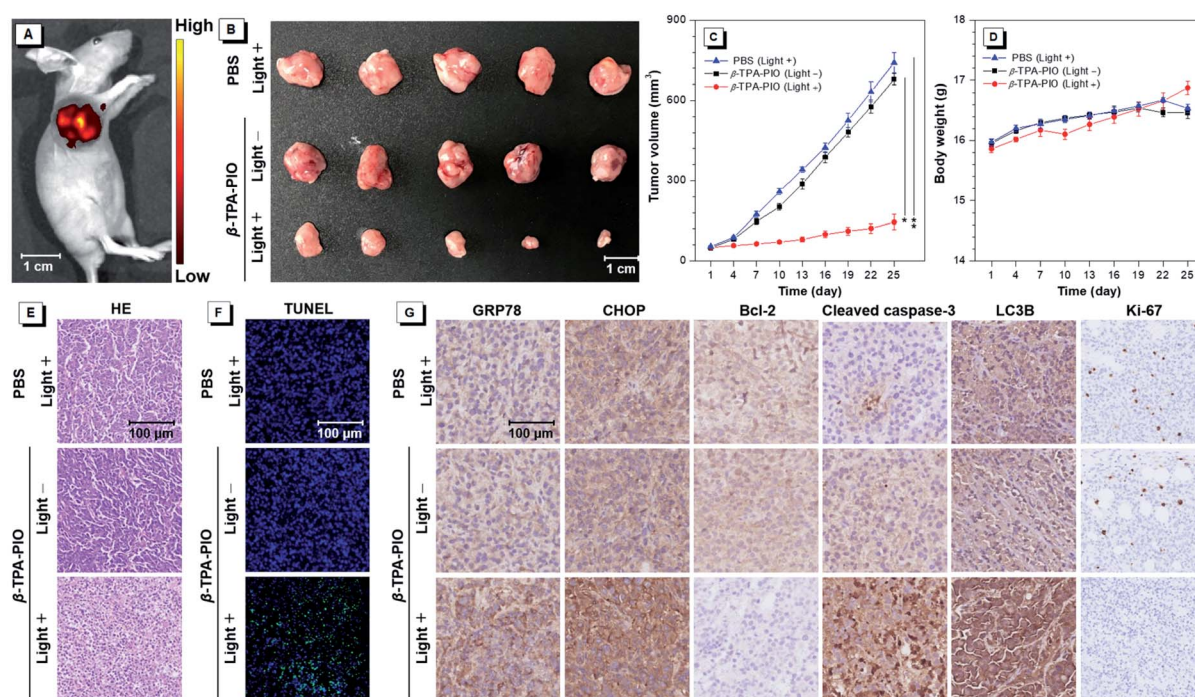 A
High
Low
1 cm
B
PBS
Light +
β-TPA-PIO
Light −
Light +
1 cm
C
Tumor volume (mm³)
900
600
300
0
PBS (Light +)
β-TPA-PIO (Light −)
β-TPA-PIO (Light +)
*
**
1 4 7 10 13 16 19 22 25
Time (day)
D
Body weight (g)
18
17
16
15
14
PBS (Light +)
β-TPA-PIO (Light −)
β-TPA-PIO (Light +)
1 4 7 10 13 16 19 22 25
Time (day)
E
HE
PBS
Light +
100 µm
β-TPA-PIO
Light −
Light +
F
TUNEL
PBS
Light +
100 µm
β-TPA-PIO
Light −
Light +
G
GRP78 CHOP Bcl-2 Cleaved caspase-3 LC3B Ki-67
PBS
Light +
100 µm
β-TPA-PIO
Light −
Light +